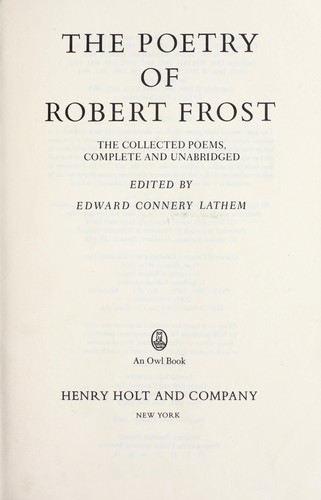 THE POETRY
OF
ROBERT FROST
THE COLLECTED POEMS,
COMPLETE AND UNABRIDGED
EDITED BY
EDWARD CONNERY LATHEM
An Owl Book
HENRY HOLT AND COMPANY
NEW YORK